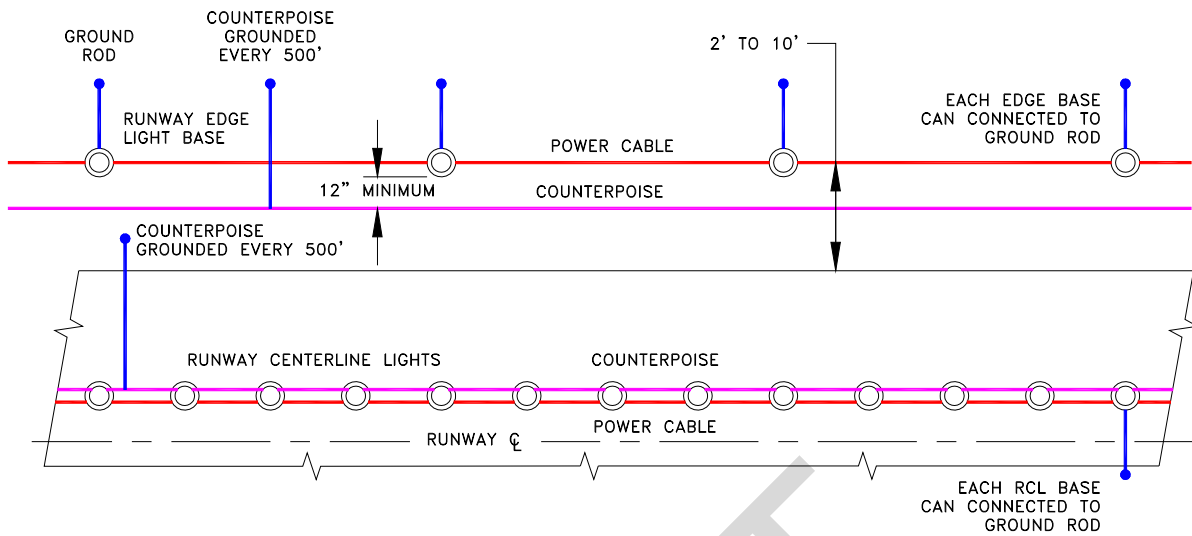 COUNTERPOISE
GROUNDED
EVERY 500'
GROUND
ROD
2' TO 10'
RUNWAY EDGE
LIGHT BASE
EACH EDGE BASE
CAN CONNECTED TO
GROUND ROD
POWER CABLE
12" MINIMUM
COUNTERPOISE
COUNTERPOISE
GROUNDED EVERY 500'
RUNWAY CENTERLINE LIGHTS
COUNTERPOISE
POWER CABLE
RUNWAY ℄
EACH RCL BASE
CAN CONNECTED TO
GROUND ROD